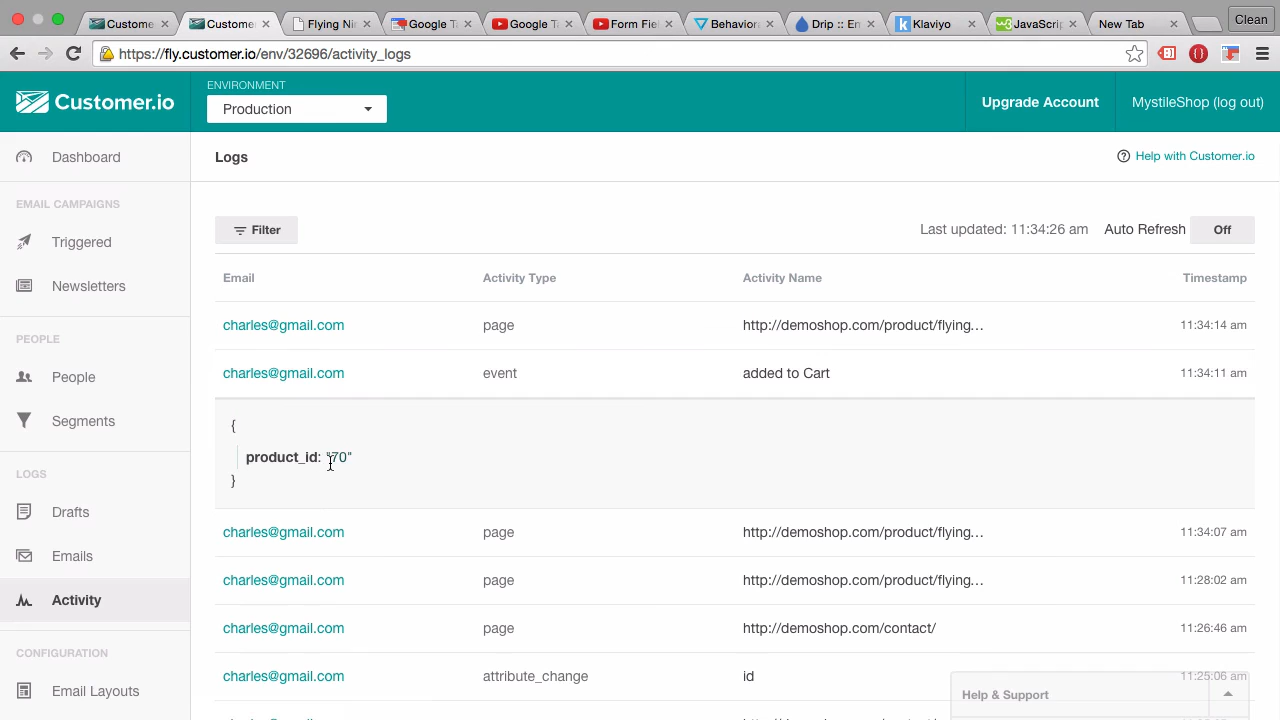 Custome
Custome
Flying Nin
Google Ta
Google Ta
Form Fiel
Behaviora
Drip :: Em
Klaviyo
JavaScrip
New Tab
Clean
https://fly.customer.io/env/32696/activity_logs
Customer.io
ENVIRONMENT
Production
Upgrade Account
MystileShop (log out)
Dashboard
Logs
Help with Customer.io
EMAIL CAMPAIGNS
Triggered
Newsletters
PEOPLE
People
Segments
LOGS
Drafts
Emails
Activity
CONFIGURATION
Email Layouts
Filter
Last updated: 11:34:26 am
Auto Refresh
Off
Email Activity Type Activity Name Timestamp
charles@gmail.com page http://demoshop.com/product/flying... 11:34:14 am
charles@gmail.com event added to Cart 11:34:11 am
{
product_id: "70"
}
charles@gmail.com page http://demoshop.com/product/flying... 11:34:07 am
charles@gmail.com page http://demoshop.com/product/flying... 11:28:02 am
charles@gmail.com page http://demoshop.com/contact/ 11:26:46 am
charles@gmail.com attribute_change id 11:25:06 am
Help & Support